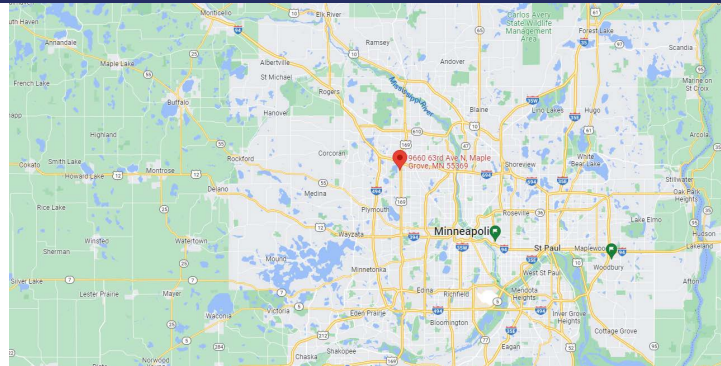 Monticello
Elk River
Carlos Avery
State Wildlife
Management
Area
Forest Lake
Scandia
uth Haven
Annandale
Maple Lake
Albertville
St Michael
Ramsey
Andover
Marine on
St Croix
French Lake
Buffalo
Rogers
Hanover
Mississippi River
Blaine
Lino Lakes
Hugo
Highland
Rockford
Corcoran
9660 63rd Ave N, Maple
Grove, MN 55369
Shoreview
White
Bear Lake
Arcola
Cokato
Smith Lake
Howard Lake
Montrose
Delano
Medina
Plymouth
Stillwater
Oak Park
Heights
Rice Lake
Roseville
Lake Elmo
Winsted
Watertown
Wayzata
Minneapolis
St Paul
Maplewood
Hudson
Lakeland
Sherman
Mound
Minnetonka
Woodbury
Silver Lake
Lester Prairie
Mayer
Waconia
Victoria
Eden Prairie
Edina
Richfield
West St Paul
Mendota
Heights
Afton
Bloomington
Inver Grove
Heights
Cottage Grove
Chaska
Shakopee
Eagan
Norwood